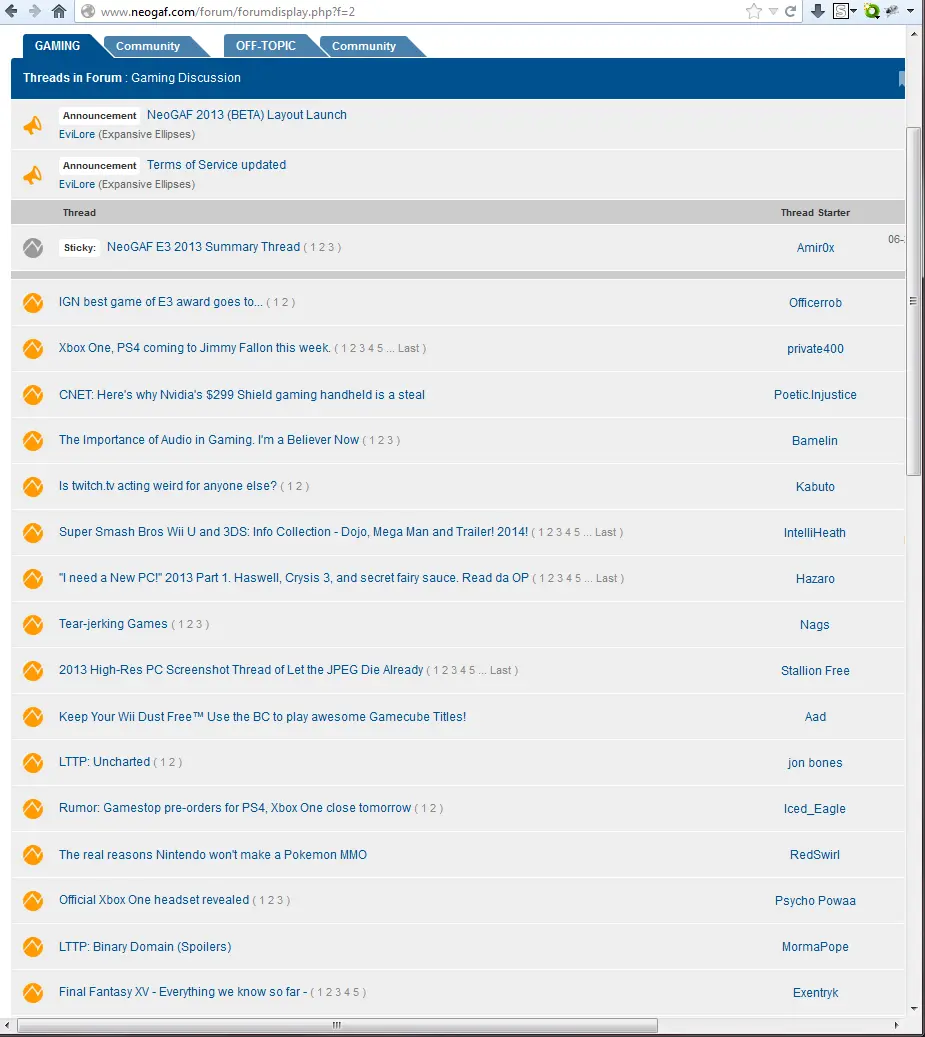 www.neogaf.com/forum/forumdisplay.php?f=2
GAMING Community OFF-TOPIC Community
Threads in Forum : Gaming Discussion
Announcement NeoGAF 2013 (BETA) Layout Launch
EviLore (Expansive Ellipses)
Announcement Terms of Service updated
EviLore (Expansive Ellipses)
Thread Thread Starter
Sticky: NeoGAF E3 2013 Summary Thread ( 1 2 3 ) Amir0x 06-
IGN best game of E3 award goes to... ( 1 2 ) Officerrob
Xbox One, PS4 coming to Jimmy Fallon this week. ( 1 2 3 4 5 ... Last ) private400
CNET: Here's why Nvidia's $299 Shield gaming handheld is a steal Poetic.Injustice
The Importance of Audio in Gaming. I'm a Believer Now ( 1 2 3 ) Bamelin
Is twitch.tv acting weird for anyone else? ( 1 2 ) Kabuto
Super Smash Bros Wii U and 3DS: Info Collection - Dojo, Mega Man and Trailer! 2014! ( 1 2 3 4 5 ... Last ) IntelliHeath
"I need a New PC!" 2013 Part 1. Haswell, Crysis 3, and secret fairy sauce. Read da OP ( 1 2 3 4 5 ... Last ) Hazaro
Tear-jerking Games ( 1 2 3 ) Nags
2013 High-Res PC Screenshot Thread of Let the JPEG Die Already ( 1 2 3 4 5 ... Last ) Stallion Free
Keep Your Wii Dust Free™ Use the BC to play awesome Gamecube Titles! Aad
LTTP: Uncharted ( 1 2 ) jon bones
Rumor: Gamestop pre-orders for PS4, Xbox One close tomorrow ( 1 2 ) Iced_Eagle
The real reasons Nintendo won't make a Pokemon MMO RedSwirl
Official Xbox One headset revealed ( 1 2 3 ) Psycho Powaa
LTTP: Binary Domain (Spoilers) MormaPope
Final Fantasy XV - Everything we know so far - ( 1 2 3 4 5 ) Exentryk